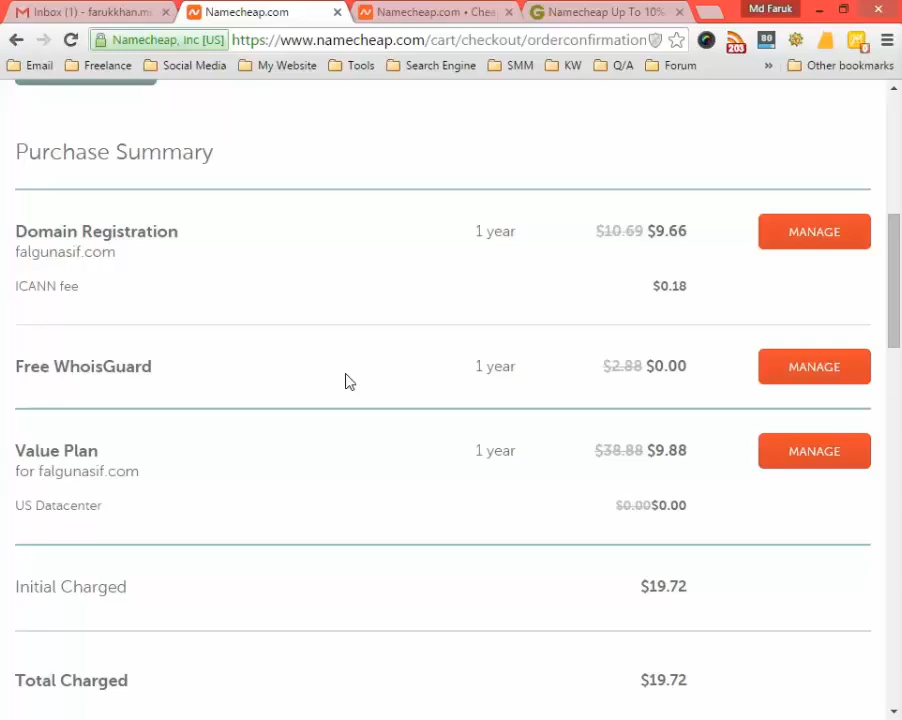 Inbox (1) - farukkhan.m
Namecheap.com
Namecheap.com • Chea
Namecheap Up To 10%
Md Faruk
Namecheap, Inc [US]
https://www.namecheap.com/cart/checkout/orderconfirmation
203
80
Email
Freelance
Social Media
My Website
Tools
Search Engine
SMM
KW
Q/A
Forum
»
Other bookmarks
Purchase Summary
Domain Registration 1 year $10.69 $9.66 MANAGE
falgunasif.com
ICANN fee $0.18
Free WhoisGuard 1 year $2.88 $0.00 MANAGE
Value Plan 1 year $38.88 $9.88 MANAGE
for falgunasif.com
US Datacenter $0.00$0.00
Initial Charged $19.72
Total Charged $19.72